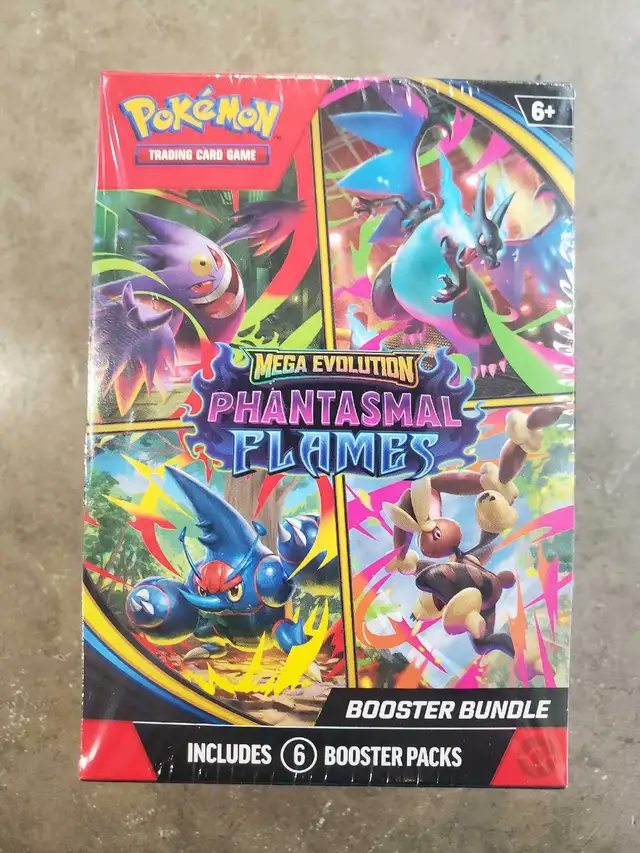 POKéMON
TRADING CARD GAME
6+
MEGA EVOLUTION
PHANTASMAL
FLAMES
BOOSTER BUNDLE
INCLUDES 6 BOOSTER PACKS